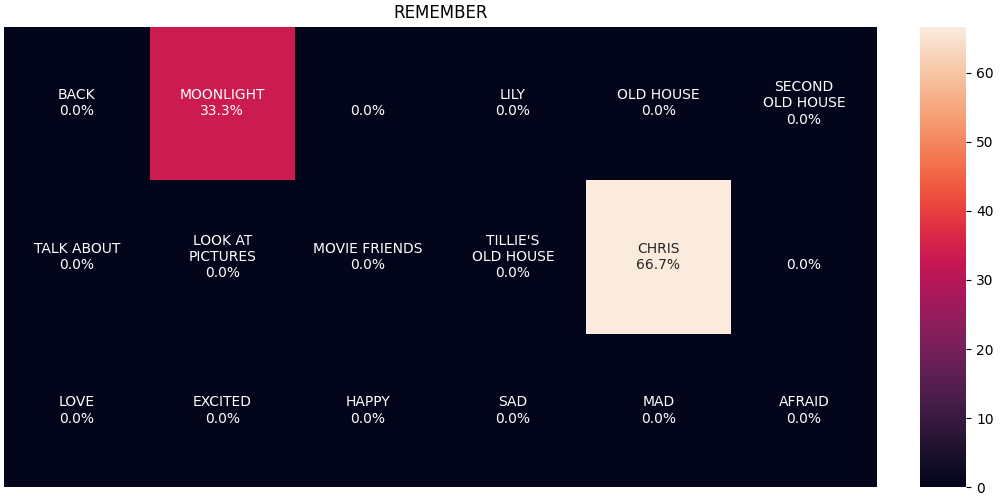 REMEMBER
BACK
0.0%
MOONLIGHT
33.3%
0.0%
LILY
0.0%
OLD HOUSE
0.0%
SECOND
OLD HOUSE
0.0%
TALK ABOUT
0.0%
LOOK AT
PICTURES
0.0%
MOVIE FRIENDS
0.0%
TILLIE'S
OLD HOUSE
0.0%
CHRIS
66.7%
0.0%
LOVE
0.0%
EXCITED
0.0%
HAPPY
0.0%
SAD
0.0%
MAD
0.0%
AFRAID
0.0%
60
50
40
30
20
10
0